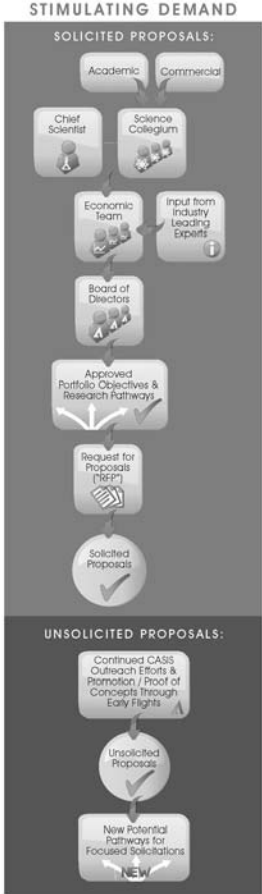 STIMULATING DEMAND
SOLICITED PROPOSALS:
Academic
Commercial
Chief
Scientist
Science
Collegium
Economic
Team
Input from
Industry
Leading
Experts
Board of
Directors
Approved
Portfolio Objectives &
Research Pathways
Request for
Proposals
("RFP")
Solicited
Proposals
UNSOLICITED PROPOSALS:
Continued CASIS
Outreach Efforts &
Promotion / Proof of
Concepts Through
Early Flights
Unsolicited
Proposals
New Potential
Pathways for
Focused Solicitations
NEW